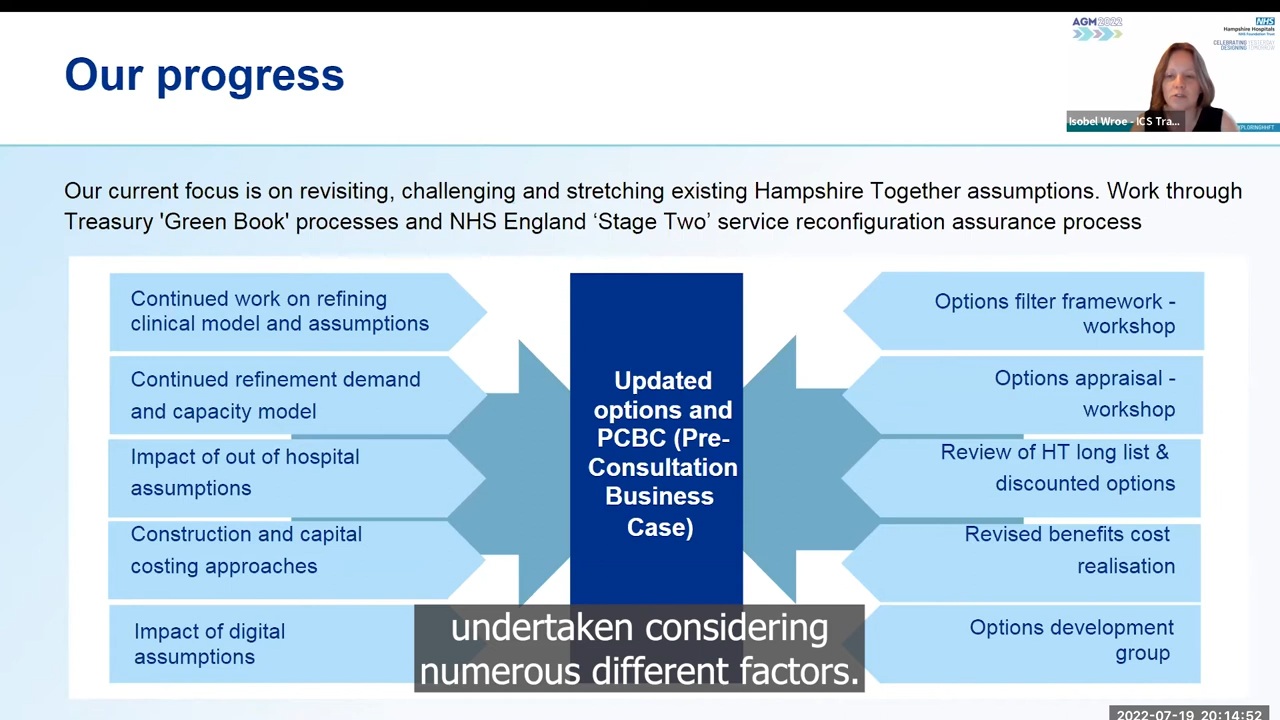 Our progress
AGM2022
NHS
Hampshire Hospitals
NHS Foundation Trust
Isobel Wroe - ICS Tra...
Our current focus is on revisiting, challenging and stretching existing Hampshire Together assumptions. Work through
Treasury 'Green Book' processes and NHS England ‘Stage Two’ service reconfiguration assurance process
Continued work on refining
clinical model and assumptions
Continued refinement demand
and capacity model
Impact of out of hospital
assumptions
Construction and capital
costing approaches
Impact of digital
assumptions
Updated
options and
PCBC (Pre-
Consultation
Business
Case)
Options filter framework -
workshop
Options appraisal -
workshop
Review of HT long list &
discounted options
Revised benefits cost
realisation
Options development
group
undertaken considering
numerous different factors.
2022-07-19 20:14:52